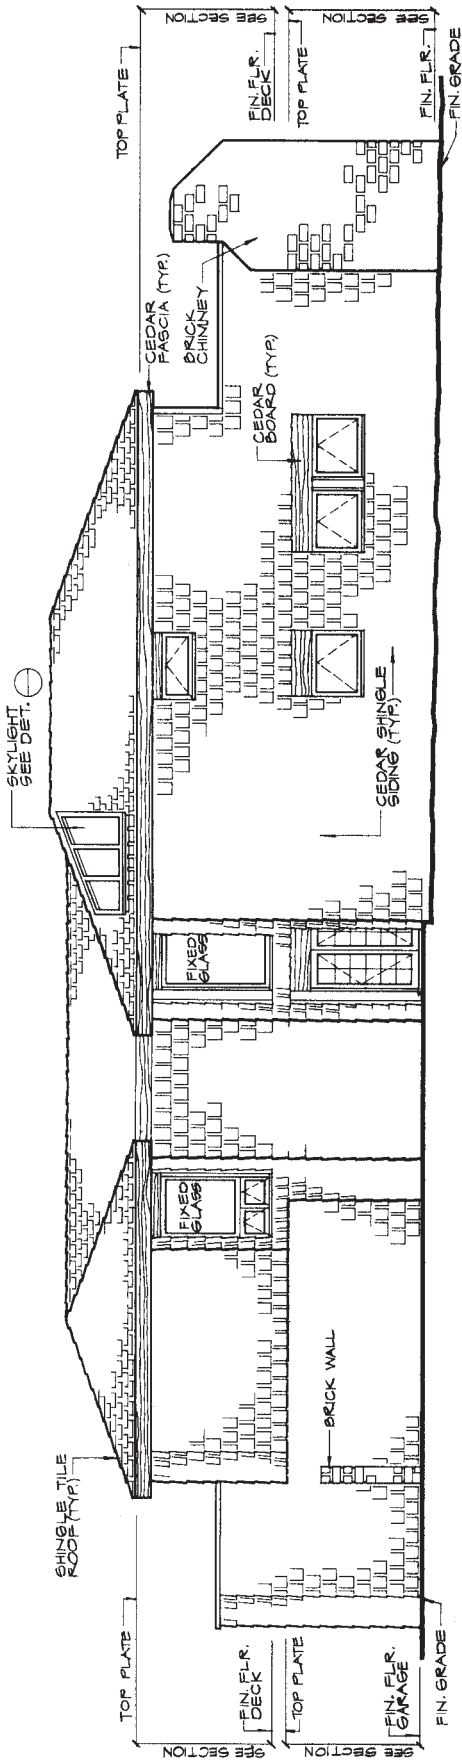 SHINGLE TILE
ROOF (TYP.)
SKYLIGHT
SEE DET.
CEDAR
FASCIA (TYP.)
BRICK
CHIMNEY
TOP PLATE
SEE SECTION
FIN. FLR.
DECK
TOP PLATE
SEE SECTION
FIN. FLR.
FIN. GRADE
CEDAR
BOARD (TYP.)
FIXED
GLASS
FIXED
GLASS
CEDAR SHINGLE
SIDING (TYP.)
BRICK WALL
TOP PLATE
SEE SECTION
FIN. FLR.
DECK
TOP PLATE
SEE SECTION
FIN. FLR.
GARAGE
FIN. GRADE